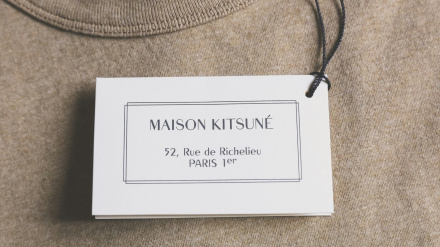 MAISON KITSUNÉ
52, Rue de Richelieu
PARIS 1er